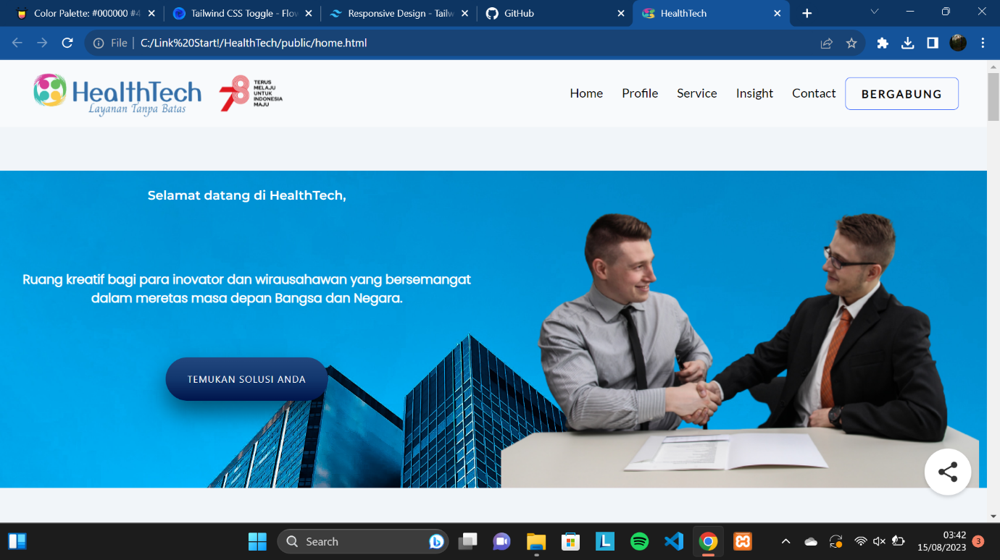 Color Palette: #000000 #4
Tailwind CSS Toggle - Flow
Responsive Design - Tailw
GitHub
HealthTech
File
C:/Link%20Start!/HealthTech/public/home.html
HealthTech
Layanan Tanpa Batas
78
TERUS
MELAJU
UNTUK
INDONESIA
MAJU
Home
Profile
Service
Insight
Contact
BERGABUNG
Selamat datang di HealthTech,
Ruang kreatif bagi para inovator dan wirausahawan yang bersemangat
dalam meretas masa depan Bangsa dan Negara.
TEMUKAN SOLUSI ANDA
Search
L
03:42
15/08/2023
3